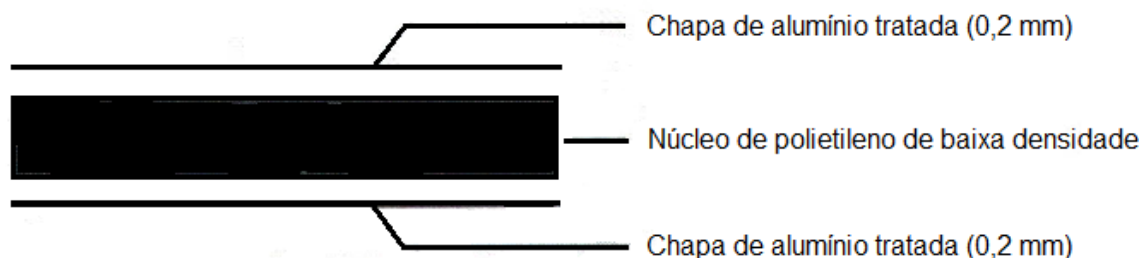 Chapa de alumínio tratada (0,2 mm)
Núcleo de polietileno de baixa densidade
Chapa de alumínio tratada (0,2 mm)